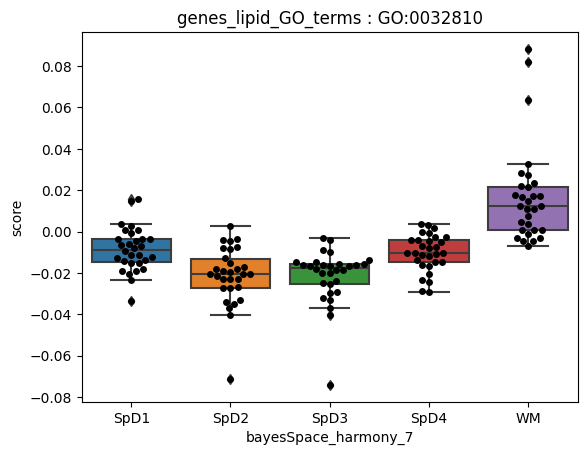 genes_lipid_GO_terms : GO:0032810
score
0.08
0.06
0.04
0.02
0.00
−0.02
−0.04
−0.06
−0.08
SpD1 SpD2 SpD3 SpD4 WM
bayesSpace_harmony_7